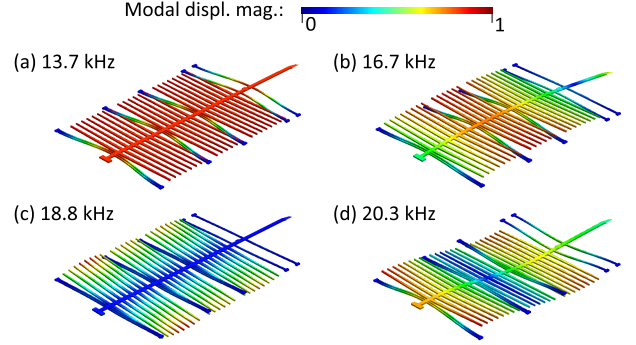 Modal displ. mag.:
0 1
(a) 13.7 kHz
(b) 16.7 kHz
(c) 18.8 kHz
(d) 20.3 kHz